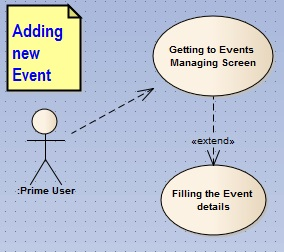 Adding
new
Event
Getting to Events
Managing Screen
«extend»
:Prime User
Filling the Event
details